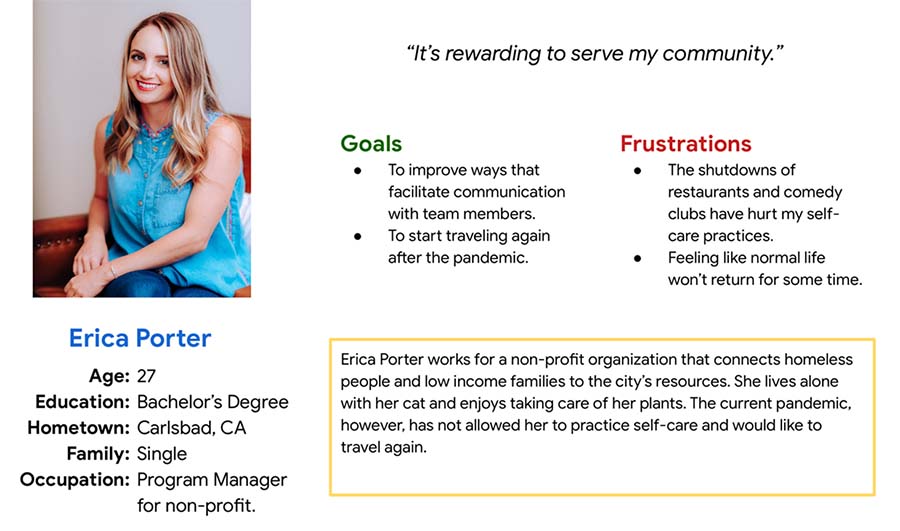 “It’s rewarding to serve my community.”
Goals
● To improve ways that
facilitate communication
with team members.
● To start traveling again
after the pandemic.
Frustrations
● The shutdowns of
restaurants and comedy
clubs have hurt my self-
care practices.
● Feeling like normal life
won’t return for some time.
Erica Porter
Age: 27
Education: Bachelor’s Degree
Hometown: Carlsbad, CA
Family: Single
Occupation: Program Manager
for non-profit.
Erica Porter works for a non-profit organization that connects homeless
people and low income families to the city’s resources. She lives alone
with her cat and enjoys taking care of her plants. The current pandemic,
however, has not allowed her to practice self-care and would like to
travel again.